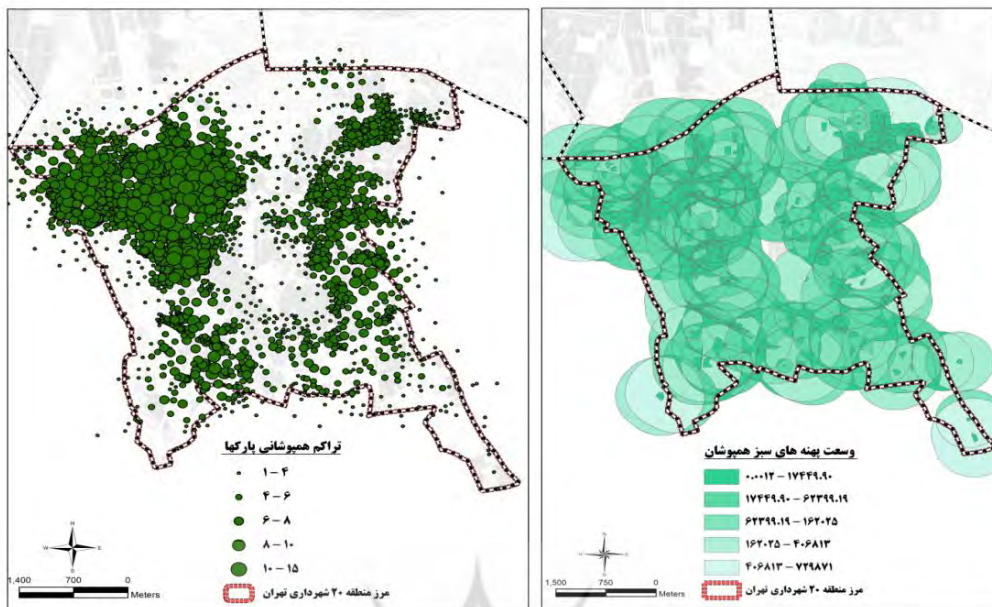 تراکم همپوشانی پارکها
۱ – ۴
۴ – ۶
۶ – ۸
۸ – ۱۰
۱۰ – ۱۵
مرز منطقه ۲۰ شهرداری تهران
N
W E
S
1,400 700 0
Meters
وسعت پهنه های سبز همپوشان
۰.۰۰۱۲ – ۱۷۴۴۹.۹۰
۱۷۴۴۹.۹۰ – ۶۲۳۹۹.۱۹
۶۲۳۹۹.۱۹ – ۱۶۲۰۲۵
۱۶۲۰۲۵ – ۴۰۶۸۱۳
۴۰۶۸۱۳ – ۷۲۹۸۷۱
مرز منطقه ۲۰ شهرداری تهران
N
W E
S
1,500 750 0
Meters